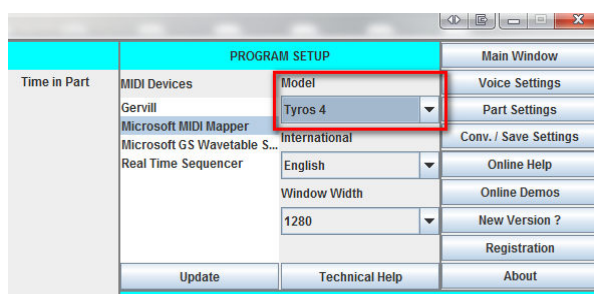 PROGRAM SETUP
Main Window
Time in Part
MIDI Devices
Model
Voice Settings
Gervill
Tyros 4
Part Settings
Microsoft MIDI Mapper
International
Conv. / Save Settings
Microsoft GS Wavetable S...
Real Time Sequencer
English
Online Help
Window Width
Online Demos
1280
New Version ?
Registration
Update
Technical Help
About